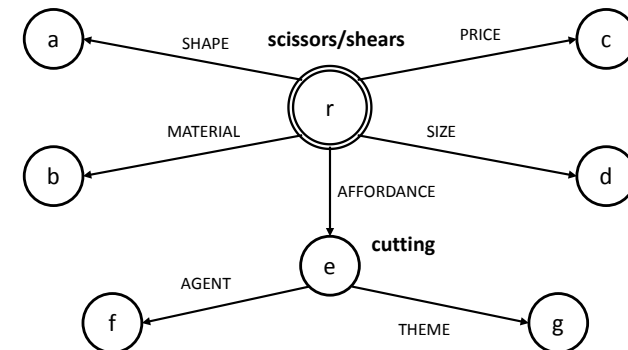 a
SHAPE
scissors/shears
PRICE
c
r
b
MATERIAL
SIZE
d
AFFORDANCE
cutting
e
AGENT
f
THEME
g